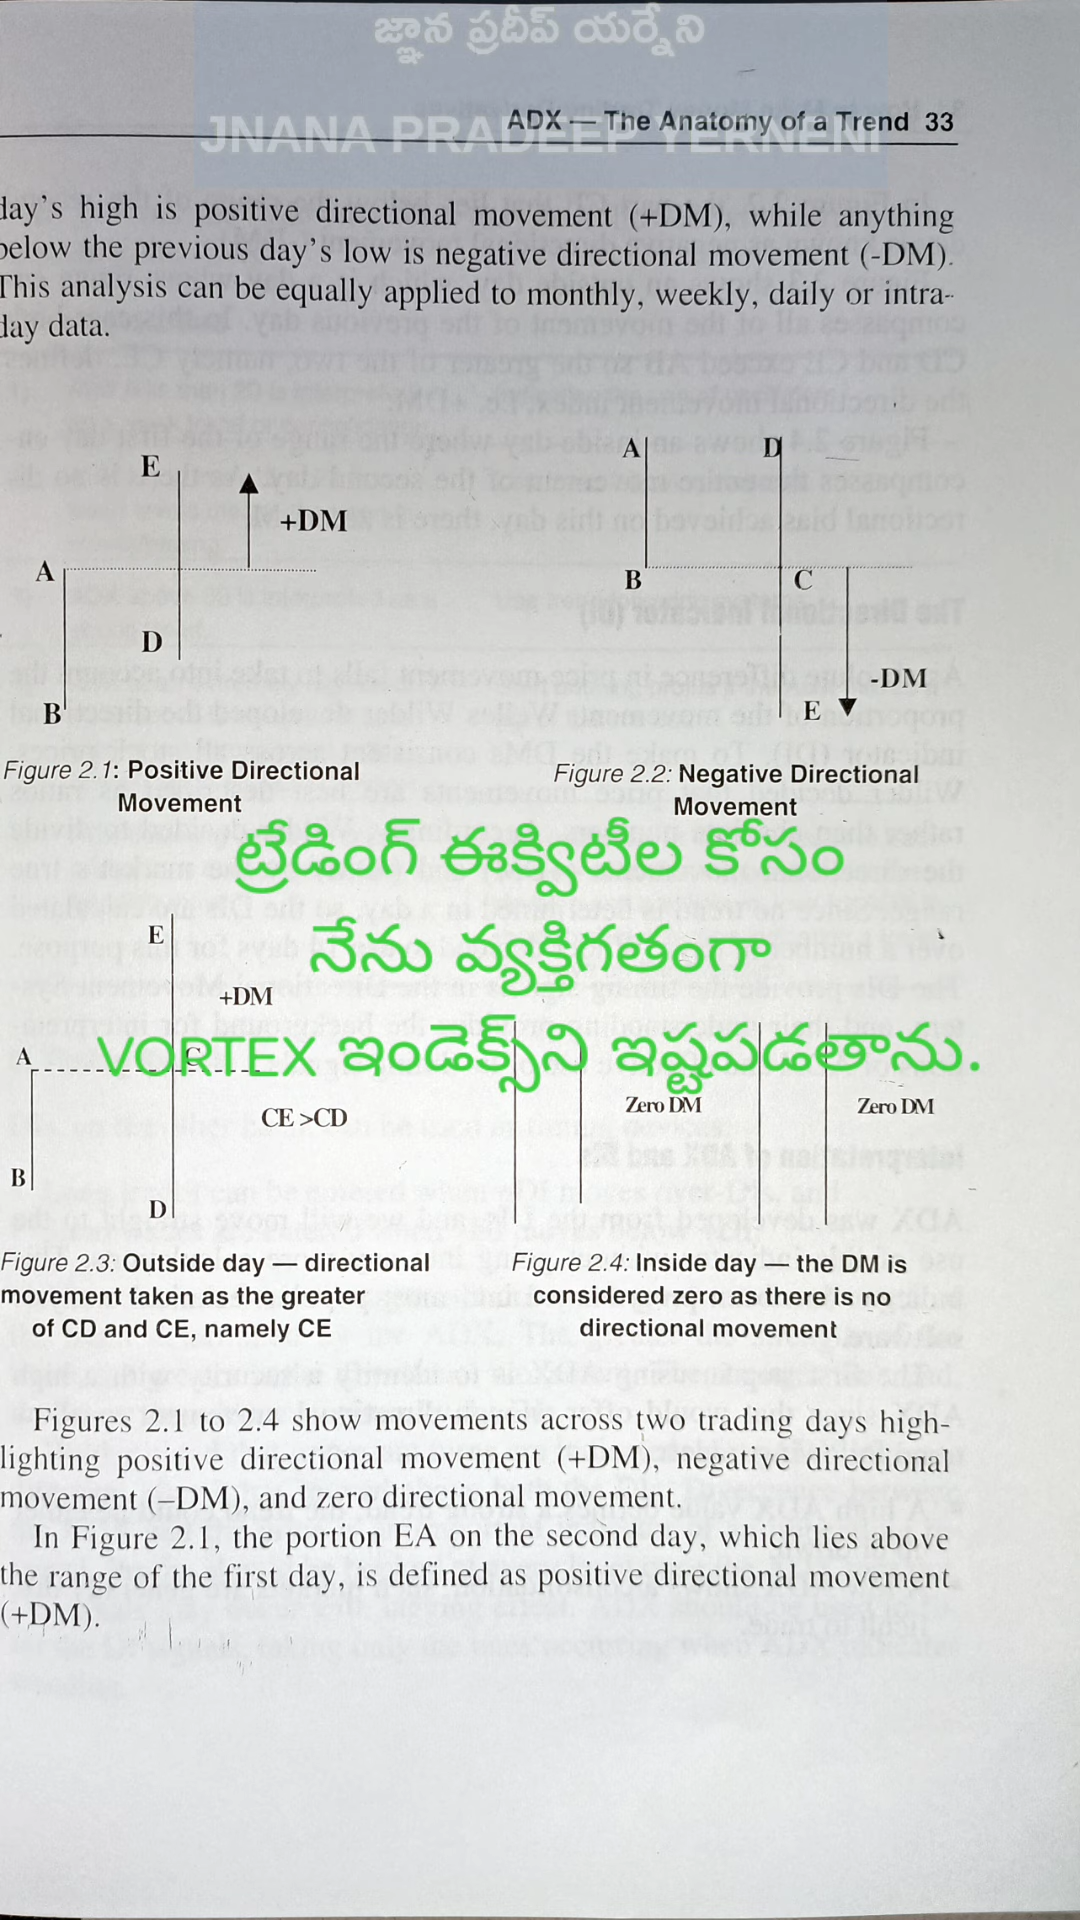 జ్ఞాన ప్రదీప్ యర్నేని
JNANA PRADEEP YERNENI
ADX — The Anatomy of a Trend 33
day's high is positive directional movement (+DM), while anything
below the previous day's low is negative directional movement (-DM).
This analysis can be equally applied to monthly, weekly, daily or intra-
day data.
E
+DM
A
D
B
A
D
B
C
-DM
E
Figure 2.1: Positive Directional
Movement
Figure 2.2: Negative Directional
Movement
ట్రేడింగ్ ఈక్విటీల కోసం
నేను వ్యక్తిగతంగా
VORTEX ఇండెక్స్‌ని ఇష్టపడతాను.
E
+DM
A
C
CE >CD
B
D
Zero DM
Zero DM
Figure 2.3: Outside day — directional
movement taken as the greater
of CD and CE, namely CE
Figure 2.4: Inside day — the DM is
considered zero as there is no
directional movement
Figures 2.1 to 2.4 show movements across two trading days high-
lighting positive directional movement (+DM), negative directional
movement (–DM), and zero directional movement.
In Figure 2.1, the portion EA on the second day, which lies above
the range of the first day, is defined as positive directional movement
(+DM).